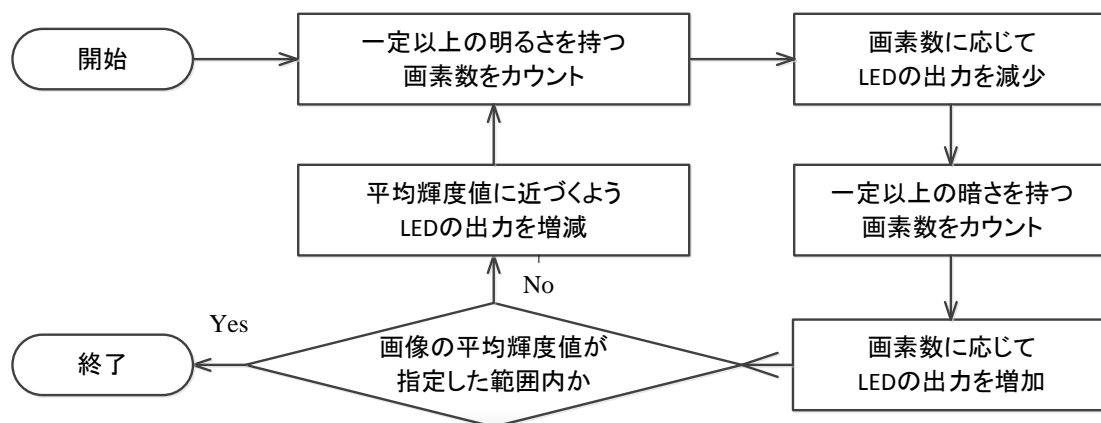 開始
一定以上の明るさを持つ
画素数をカウント
画素数に応じて
LEDの出力を減少
平均輝度値に近づくよう
LEDの出力を増減
一定以上の暗さを持つ
画素数をカウント
No
Yes
終了
画像の平均輝度値が
指定した範囲内か
画素数に応じて
LEDの出力を増加